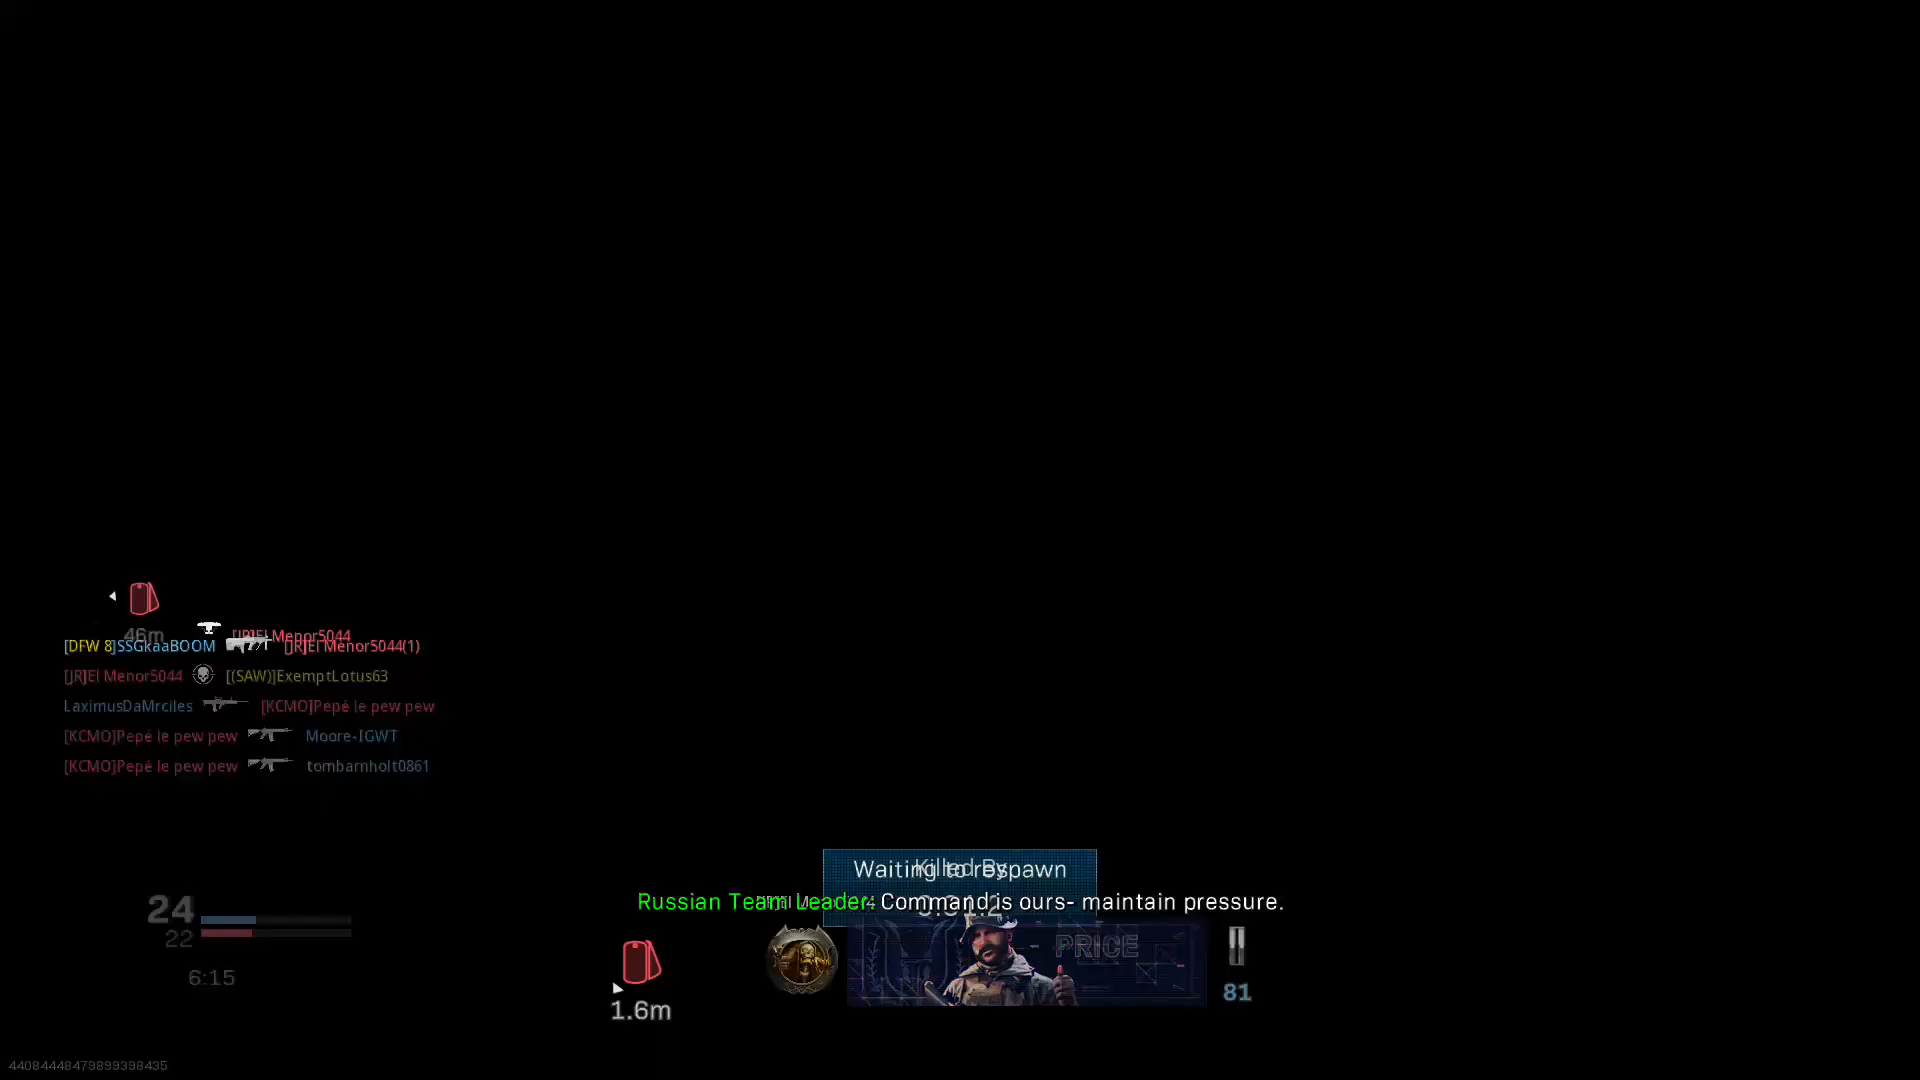 46m
[JR]El Menor5044
[DFW 8]SSGkaaBOOM [JR]El Menor5044(1)
[JR]El Menor5044 [(SAW)]ExemptLotus63
LaximusDaMrciles [KCMO]Pepé le pew pew
[KCMO]Pepé le pew pew Moore-IGWT
[KCMO]Pepé le pew pew tombarnholt0861
Waiting to respawn
Killed By
Russian Team Leader: Command is ours- maintain pressure.
24
22
PRICE
6:15
81
1.6m
44084448479899398435